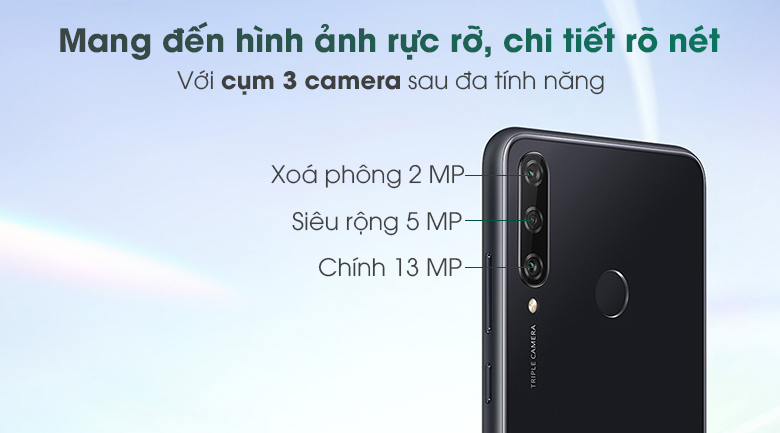 Mang đến hình ảnh rực rỡ, chi tiết rõ nét
Với cụm 3 camera sau đa tính năng
Xoá phông 2 MP
Siêu rộng 5 MP
Chính 13 MP
TRIPLE CAMERA